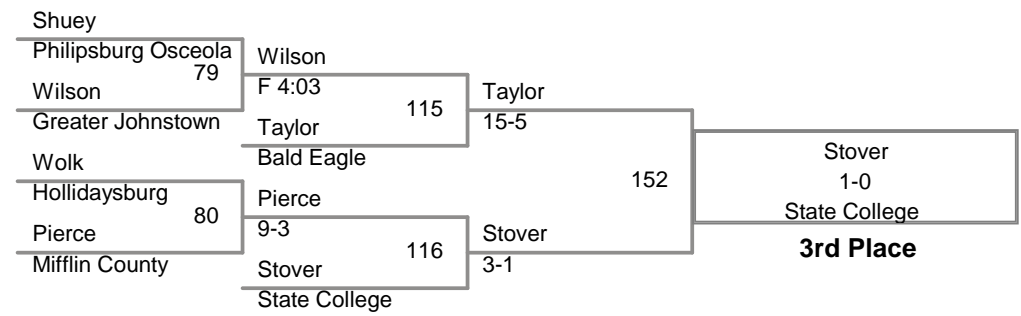 Shuey
Philipsburg Osceola
79
Wilson
Greater Johnstown
Wolk
Hollidaysburg
80
Pierce
Mifflin County
Wilson
F 4:03
115
Taylor
Bald Eagle
Pierce
9-3
116
Stover
State College
Taylor
15-5
152
Stover
3-1
Stover
1-0
State College
3rd Place